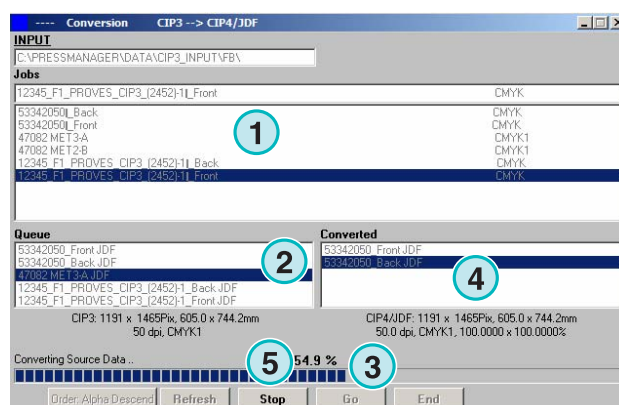 ---- Conversion CIP3 --> CIP4/JDF
INPUT
C:\PRESSMANAGER\DATA\CIP3_INPUT\FB\
Jobs
12345_F1_PROVES_CIP3_(2452)-1|_Front CMYK
53342050|_Back CMYK
53342050|_Front CMYK
47082 MET3-A CMYK1
47082 MET2-B CMYK1
12345_F1_PROVES_CIP3_(2452)-1|_Back CMYK
12345_F1_PROVES_CIP3_(2452)-1|_Front CMYK
1
Queue
53342050_Front.JDF
53342050_Back.JDF
47082 MET3-A.JDF
12345_F1_PROVES_CIP3_(2452)-1_Back.JDF
12345_F1_PROVES_CIP3_(2452)-1_Front.JDF
2
Converted
53342050_Front.JDF
53342050_Back.JDF
4
CIP3: 1191 x 1465Pix, 605.0 x 744.2mm
50 dpi, CMYK1
CIP4/JDF: 1191 x 1465Pix, 605.0 x 744.2mm
50.0 dpi, CMYK1, 100.0000 x 100.0000%
Converting Source Data .. 5 54.9 % 3
Order: Alpha Descend Refresh Stop Go End